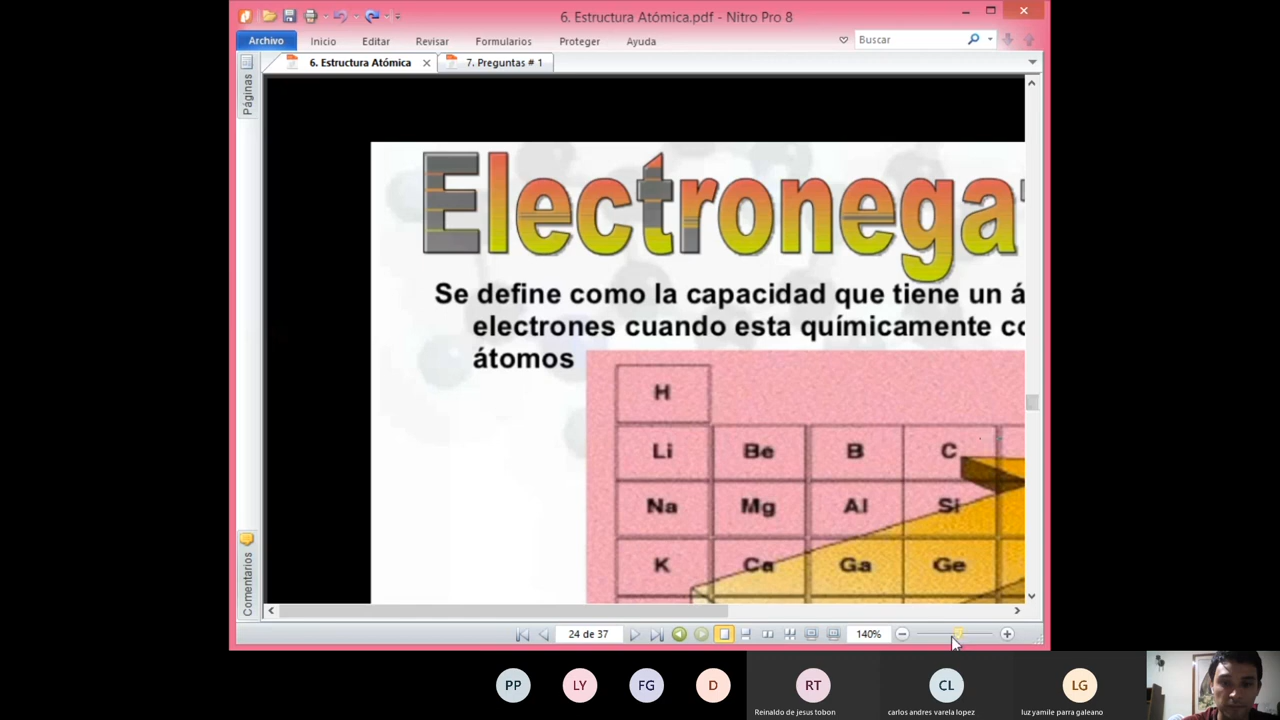 6. Estructura Atómica.pdf - Nitro Pro 8
Archivo Inicio Editar Revisar Formularios Proteger Ayuda Buscar
6. Estructura Atómica 7. Preguntas # 1
Páginas
Electronega
Se define como la capacidad que tiene un á
electrones cuando esta químicamente co
átomos
H
Li Be B C
Na Mg Al Si
K Ca Ga Ge
Comentarios
24 de 37 140%
PP LY FG D RT CL LG
Reinaldo de jesus tobon carlos andres varela lopez luz yamile parra galeano